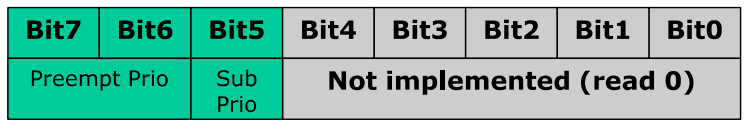 Bit7 Bit6 Bit5 Bit4 Bit3 Bit2 Bit1 Bit0
Preempt Prio Sub Prio Not implemented (read 0)